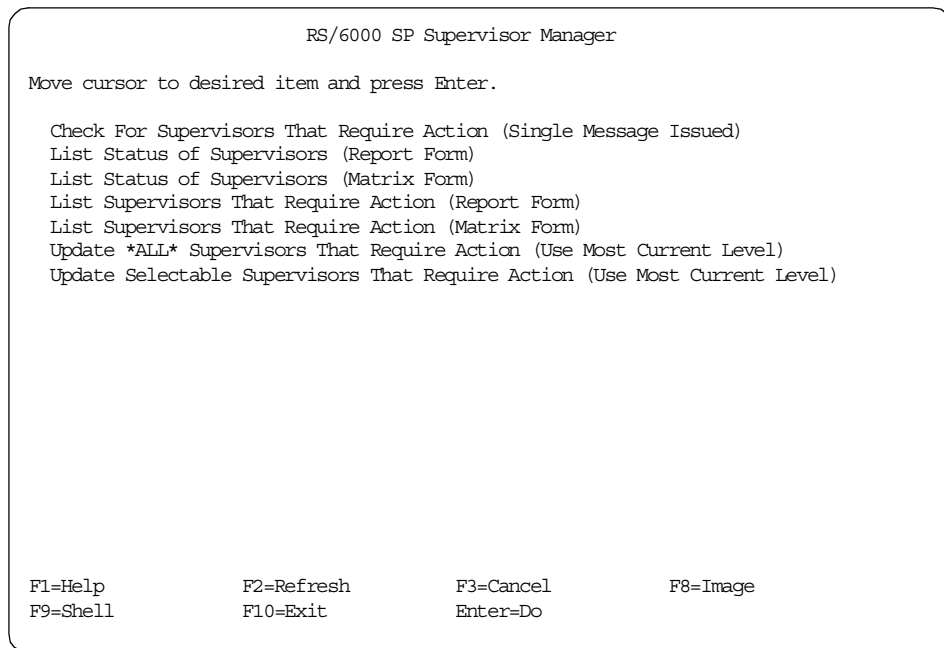 RS/6000 SP Supervisor Manager
Move cursor to desired item and press Enter.
Check For Supervisors That Require Action (Single Message Issued)
List Status of Supervisors (Report Form)
List Status of Supervisors (Matrix Form)
List Supervisors That Require Action (Report Form)
List Supervisors That Require Action (Matrix Form)
Update *ALL* Supervisors That Require Action (Use Most Current Level)
Update Selectable Supervisors That Require Action (Use Most Current Level)
F1=Help F2=Refresh F3=Cancel F8=Image
F9=Shell F10=Exit Enter=Do